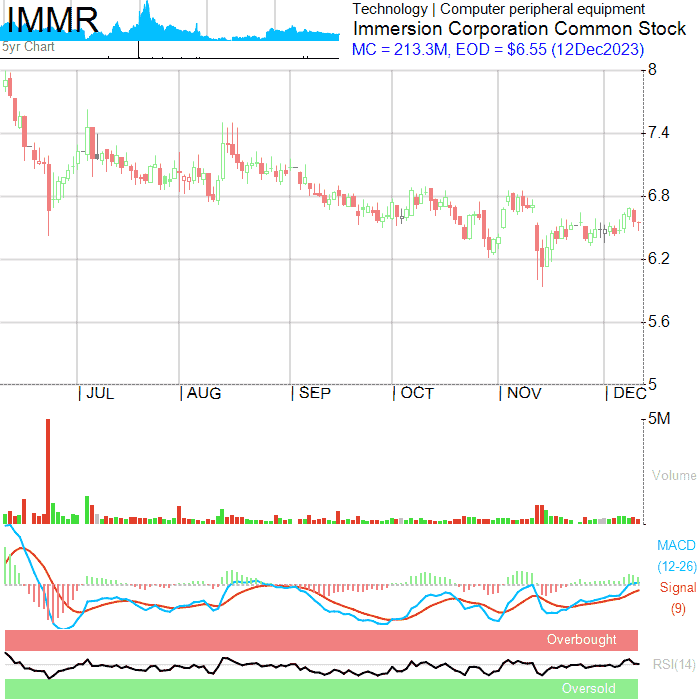 IMMR
5yr Chart
Technology | Computer peripheral equipment
Immersion Corporation Common Stock
MC = 213.3M, EOD = $6.55 (12Dec2023)
8
7.4
6.8
6.2
5.6
5
| JUL | AUG | SEP | OCT | NOV | DEC
5M
Volume
MACD
(12-26)
Signal
(9)
Overbought
RSI(14)
Oversold